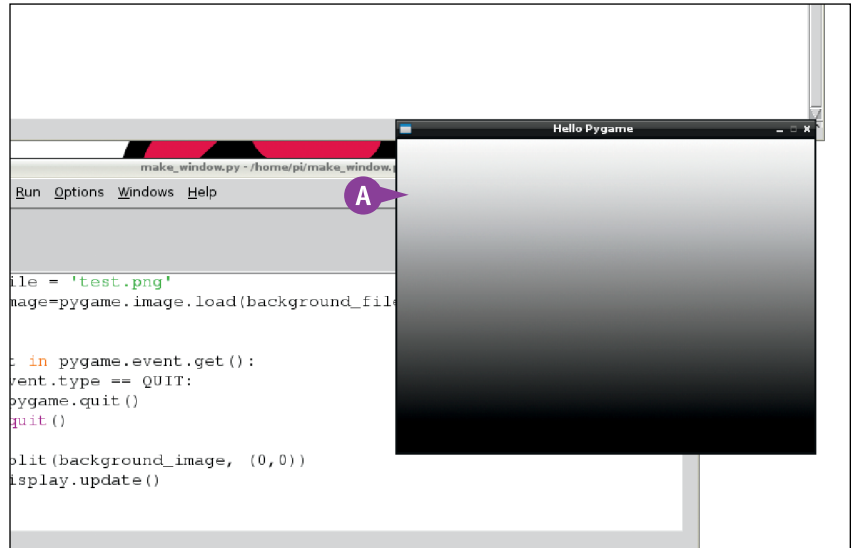 Hello Pygame
make_window.py - /home/pi/make_window.p
Run Options Windows Help
A
ile = 'test.png'
mage=pygame.image.load(background_fil
t in pygame.event.get():
vent.type == QUIT:
pygame.quit()
quit()
blit(background_image, (0,0))
isplay.update()